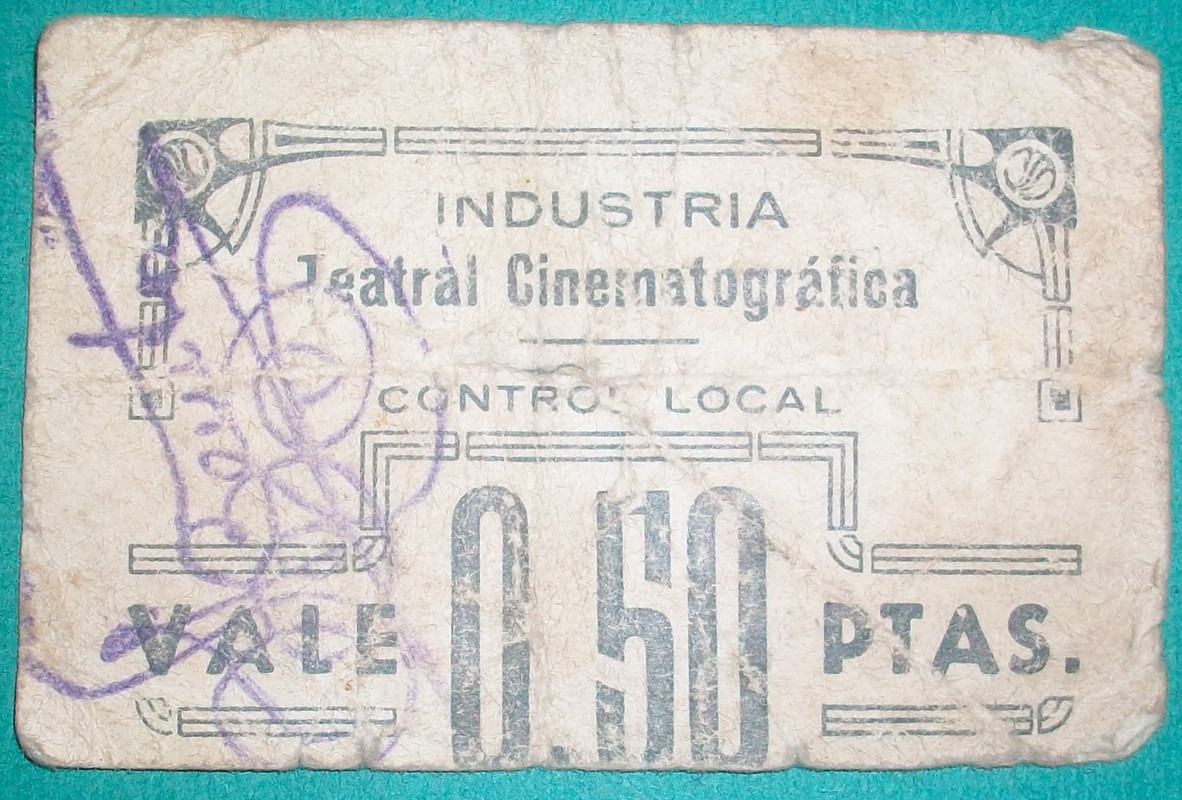 INDUSTRIA
Teatral Cinematográfica
CONTROL LOCAL
VALE 0.50 PTAS.